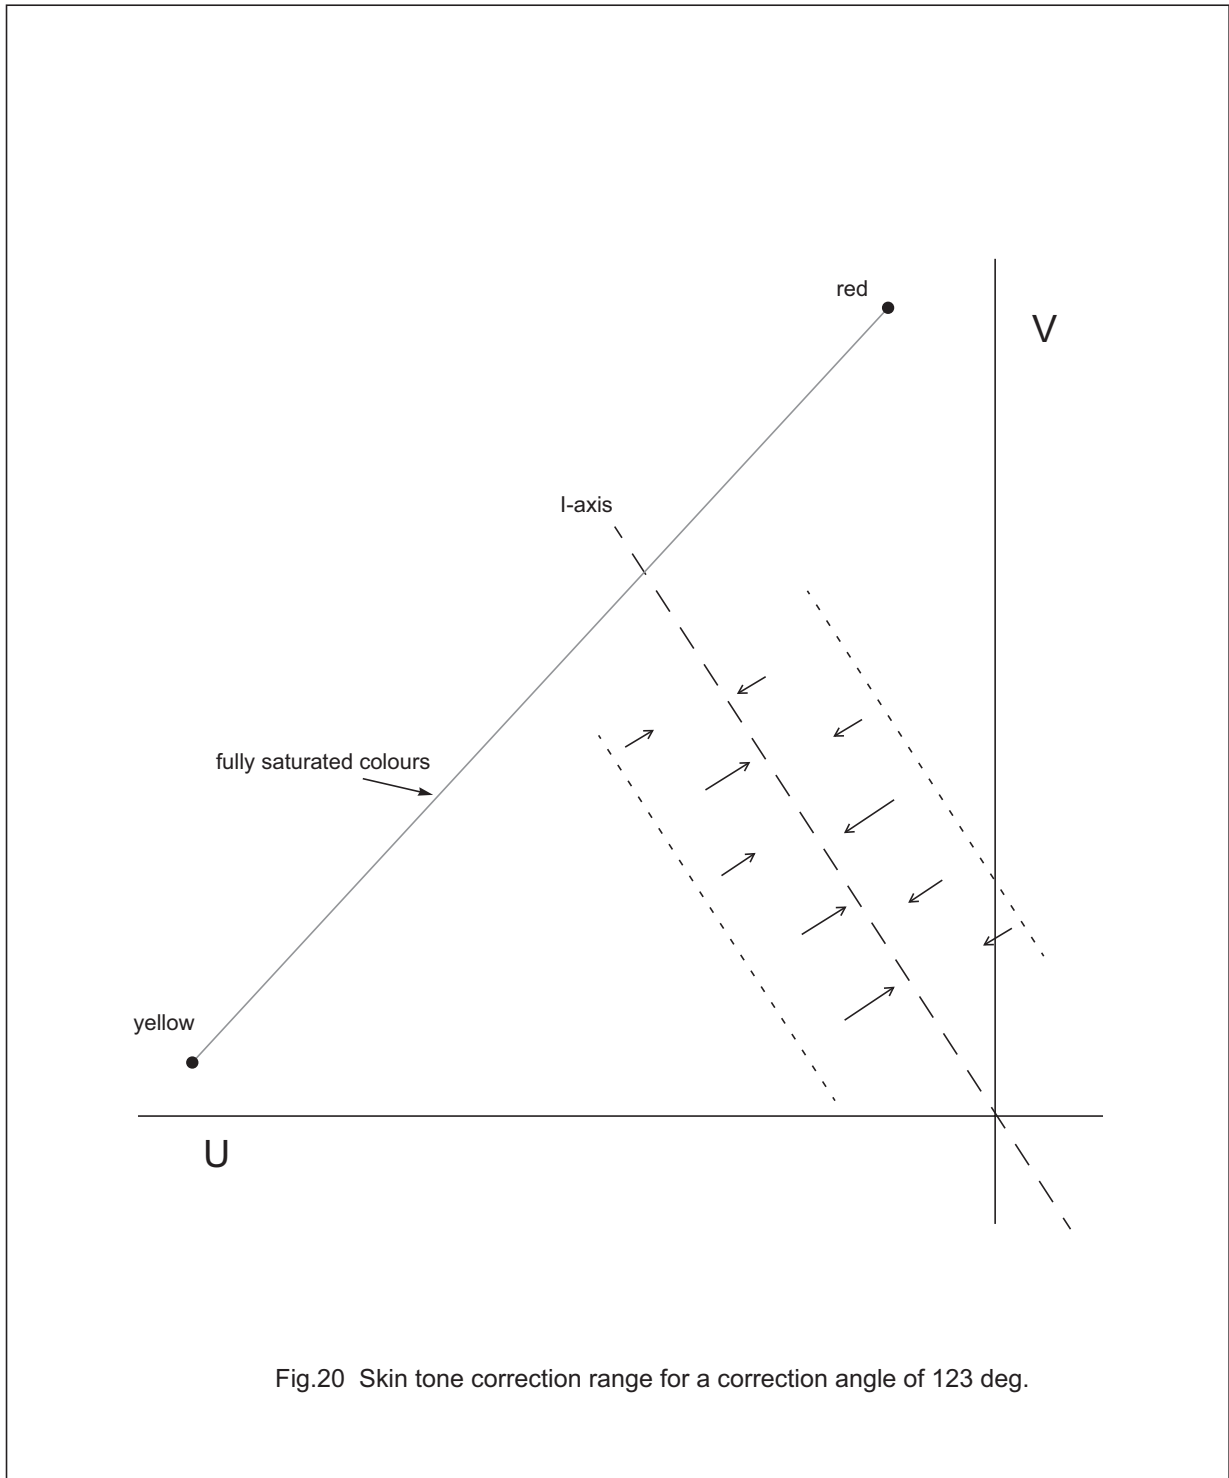 red
V
I-axis
fully saturated colours
yellow
U
Fig.20 Skin tone correction range for a correction angle of 123 deg.